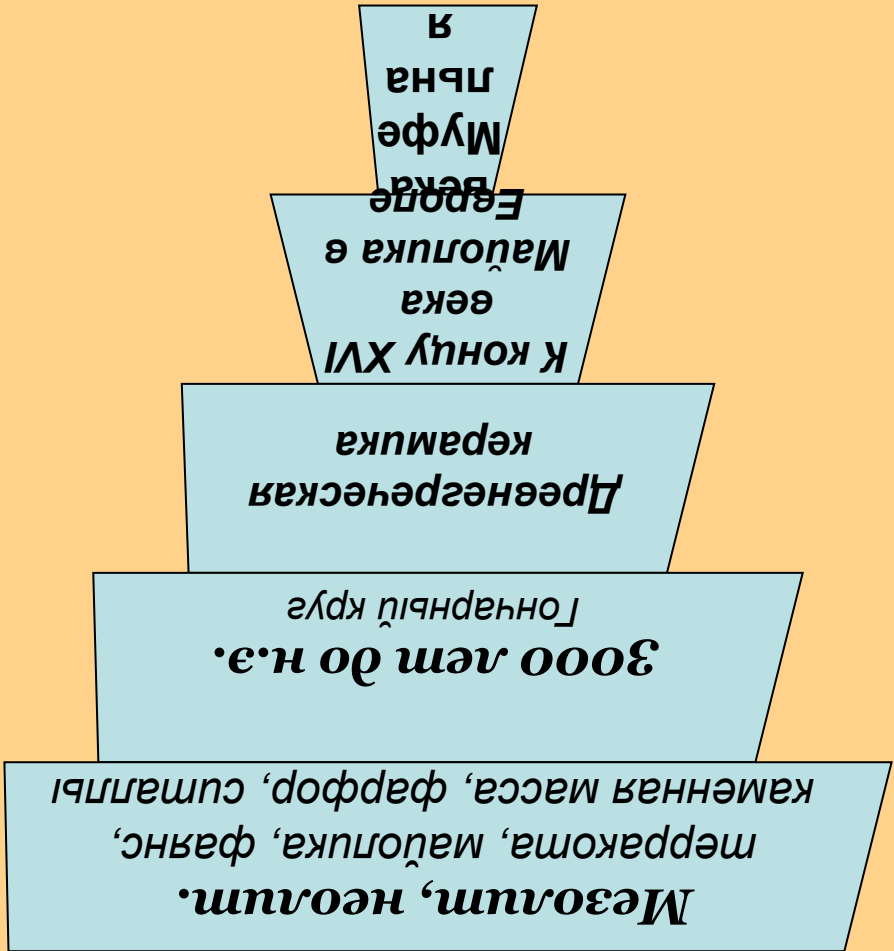 Мезолит, неолит.
терракота, майолика, фаянс,
каменная масса, фарфор, ситаллы
3000 лет до н.э.
Гончарный круг
Древнегреческая
керамика
К концу XVI
века
Майолика в
Европе
века
Муфе
льна
я